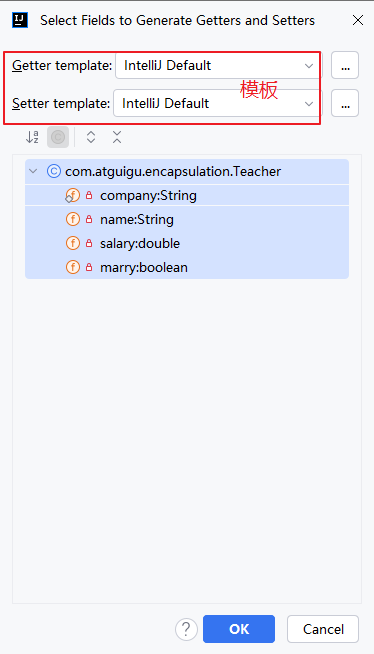 Select Fields to Generate Getters and Setters
Getter template: IntelliJ Default ...
模板
Setter template: IntelliJ Default ...
com.atguigu.encapsulation.Teacher
company:String
name:String
salary:double
marry:boolean
? OK Cancel